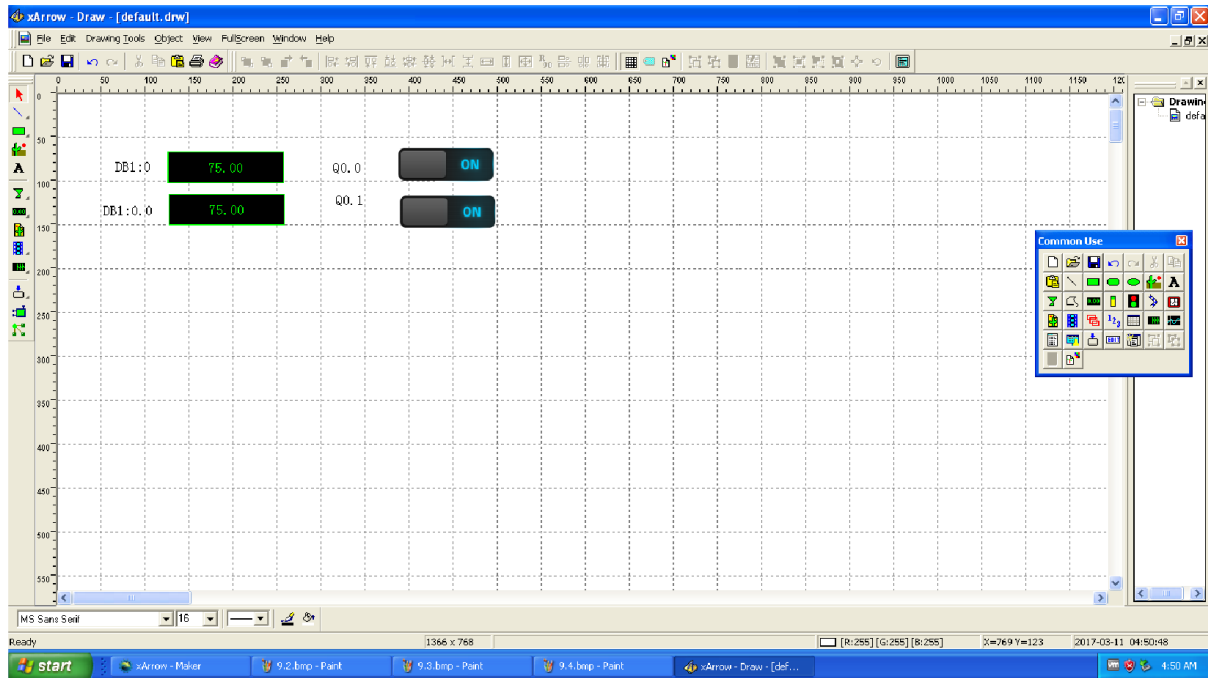 xArrow - Draw - [default.drw]
File Edit Drawing Tools Object View FullScreen Window Help
0 50 100 150 200 250 300 350 400 450 500 550 600 650 700 750 800 850 900 950 1000 1050 1100 1150
0
50
100
150
200
250
300
350
400
450
500
550
Drawin
defa
DB1:0 75.00 Q0.0 ON
DB1:0.0 75.00 Q0.1 ON
Common Use
MS Sans Serif 16
Ready 1366 x 768 [R:255][G:255][B:255] X=769 Y=123 2017-03-11 04:50:48
start xArrow - Maker 9.2.bmp - Paint 9.3.bmp - Paint 9.4.bmp - Paint xArrow - Draw - [def... 4:50 AM